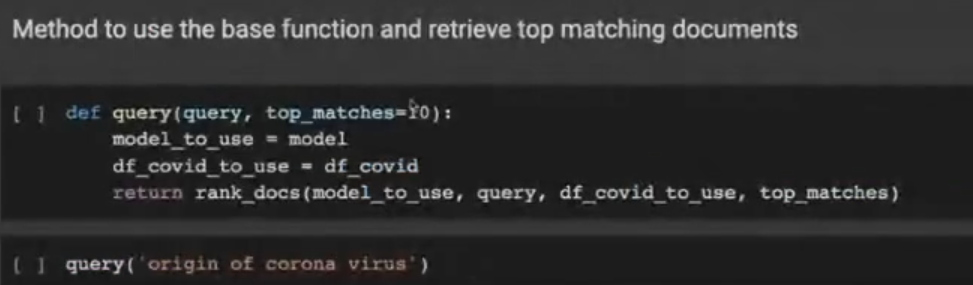 Method to use the base function and retrieve top matching documents
[ ] def query(query, top_matches=10):
model_to_use = model
df_covid_to_use = df_covid
return rank_docs(model_to_use, query, df_covid_to_use, top_matches)
[ ] query('origin of corona virus')